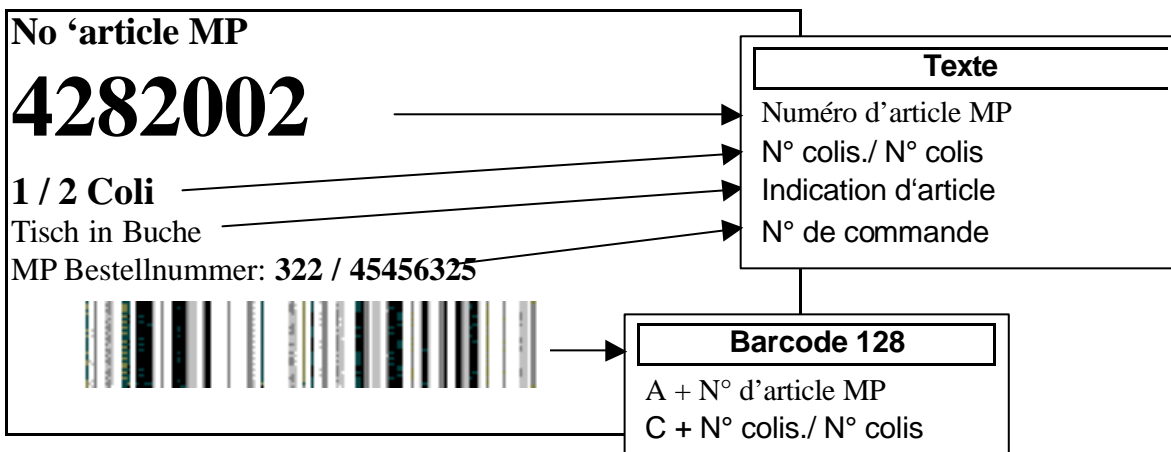 No ‘article MP
4282002
1 / 2 Coli
Tisch in Buche
MP Bestellnummer: 322 / 45456325
Texte
Numéro d’article MP
N° colis./ N° colis
Indication d‘article
N° de commande
Barcode 128
A + N° d’article MP
C + N° colis./ N° colis